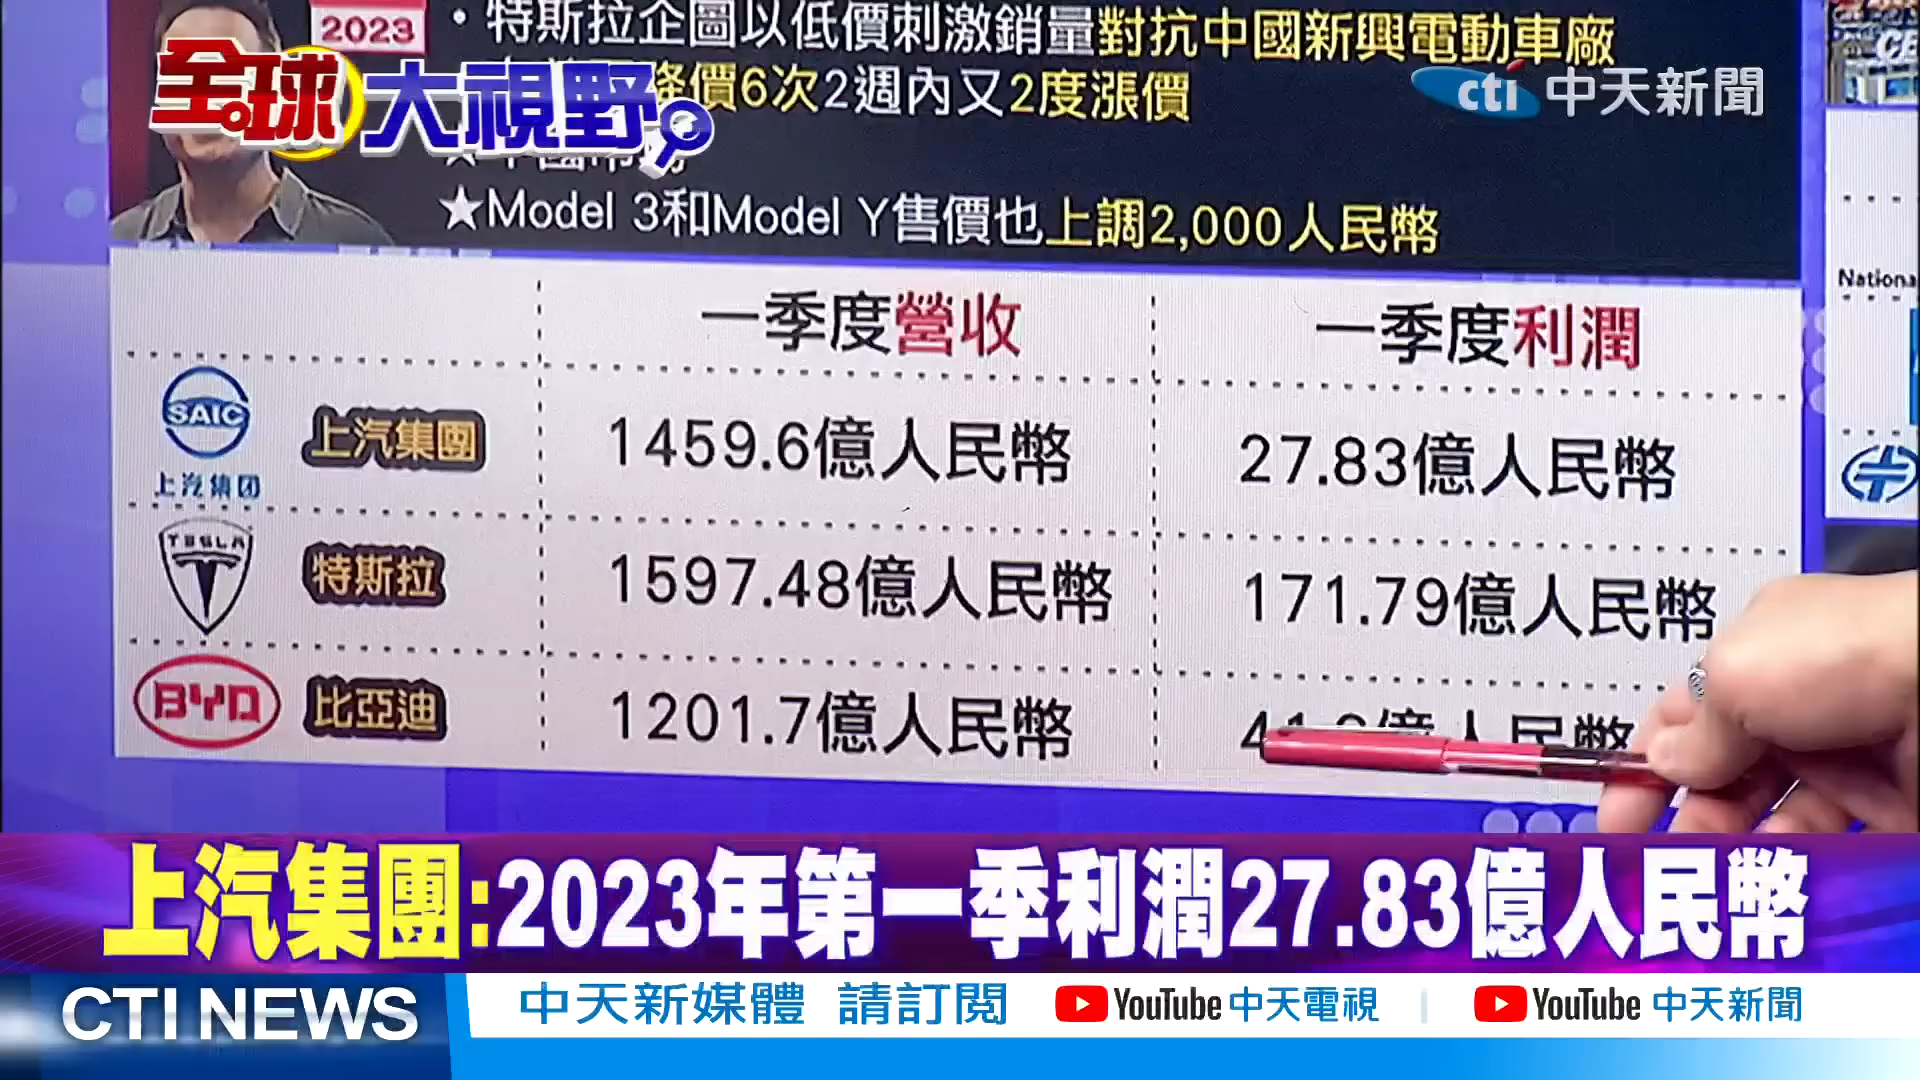 2023
・特斯拉企圖以低價刺激銷量對抗中國新興電動車廠
全球大視野
降價6次2週內又2度漲價
cti 中天新聞
★Model 3和Model Y售價也上調2,000人民幣
Nationa
一季度營收 一季度利潤
SAIC 上汽集团 上汽集團 1459.6億人民幣 27.83億人民幣
TESLA 特斯拉 1597.48億人民幣 171.79億人民幣
BYD 比亞迪 1201.7億人民幣 億人民幣
上汽集團:2023年第一季利潤27.83億人民幣
CTI NEWS 中天新媒體 請訂閱 YouTube 中天電視 | YouTube 中天新聞